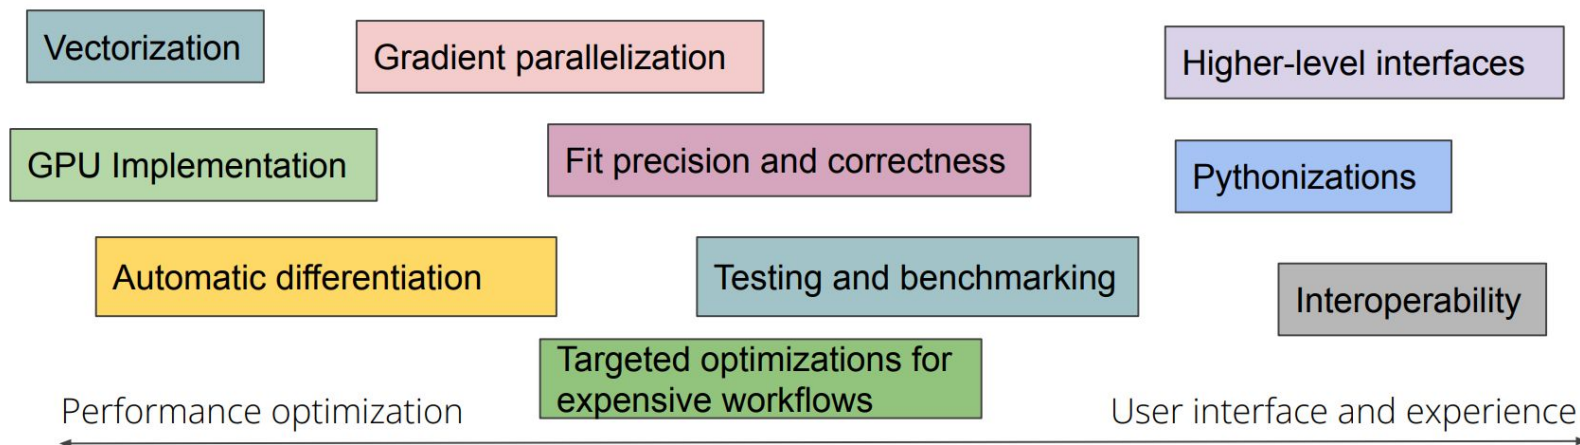 Vectorization
Gradient parallelization
Higher-level interfaces
GPU Implementation
Fit precision and correctness
Pythonizations
Automatic differentiation
Testing and benchmarking
Interoperability
Targeted optimizations for
expensive workflows
Performance optimization
User interface and experience